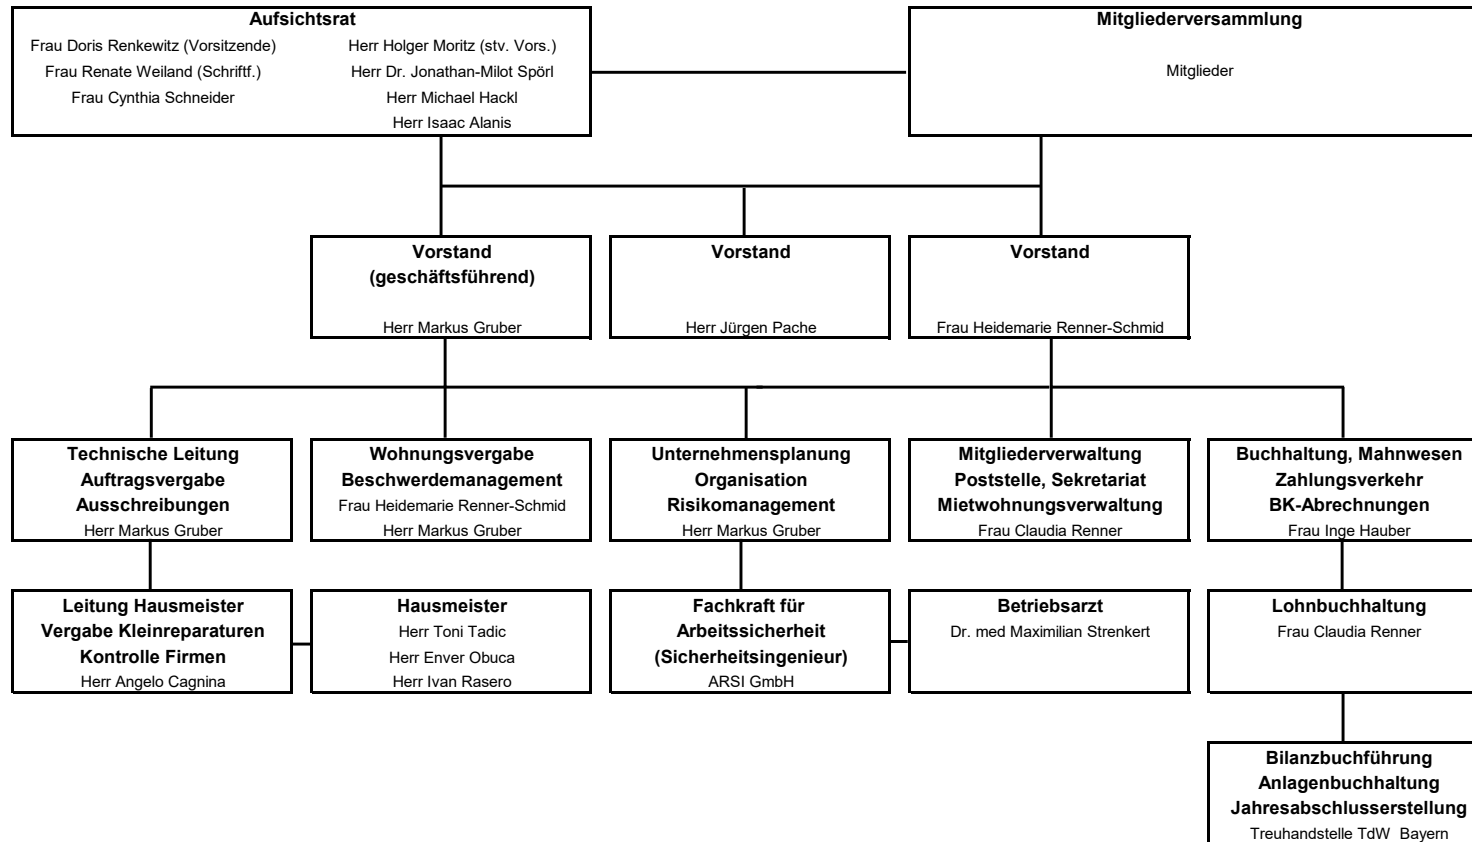 Aufsichtsrat
Frau Doris Renkewitz (Vorsitzende)
Herr Holger Moritz (stv. Vors.)
Frau Renate Weiland (Schriftf.)
Herr Dr. Jonathan-Milot Spörl
Frau Cynthia Schneider
Herr Michael Hackl
Herr Isaac Alanis
Mitgliederversammlung
Mitglieder
Vorstand
(geschäftsführend)
Herr Markus Gruber
Vorstand
Herr Jürgen Pache
Vorstand
Frau Heidemarie Renner-Schmid
Technische Leitung
Auftragsvergabe
Ausschreibungen
Herr Markus Gruber
Wohnungsvergabe
Beschwerdemanagement
Frau Heidemarie Renner-Schmid
Herr Markus Gruber
Unternehmensplanung
Organisation
Risikomanagement
Herr Markus Gruber
Mitgliederverwaltung
Poststelle, Sekretariat
Mietwohnungsverwaltung
Frau Claudia Renner
Buchhaltung, Mahnwesen
Zahlungsverkehr
BK-Abrechnungen
Frau Inge Hauber
Leitung Hausmeister
Vergabe Kleinreparaturen
Kontrolle Firmen
Herr Angelo Cagnina
Hausmeister
Herr Toni Tadic
Herr Enver Obuca
Herr Ivan Rasero
Fachkraft für
Arbeitssicherheit
(Sicherheitsingenieur)
ARSI GmbH
Betriebsarzt
Dr. med Maximilian Strenkert
Lohnbuchhaltung
Frau Claudia Renner
Bilanzbuchführung
Anlagenbuchhaltung
Jahresabschlusserstellung
Treuhandstelle TdW Bayern